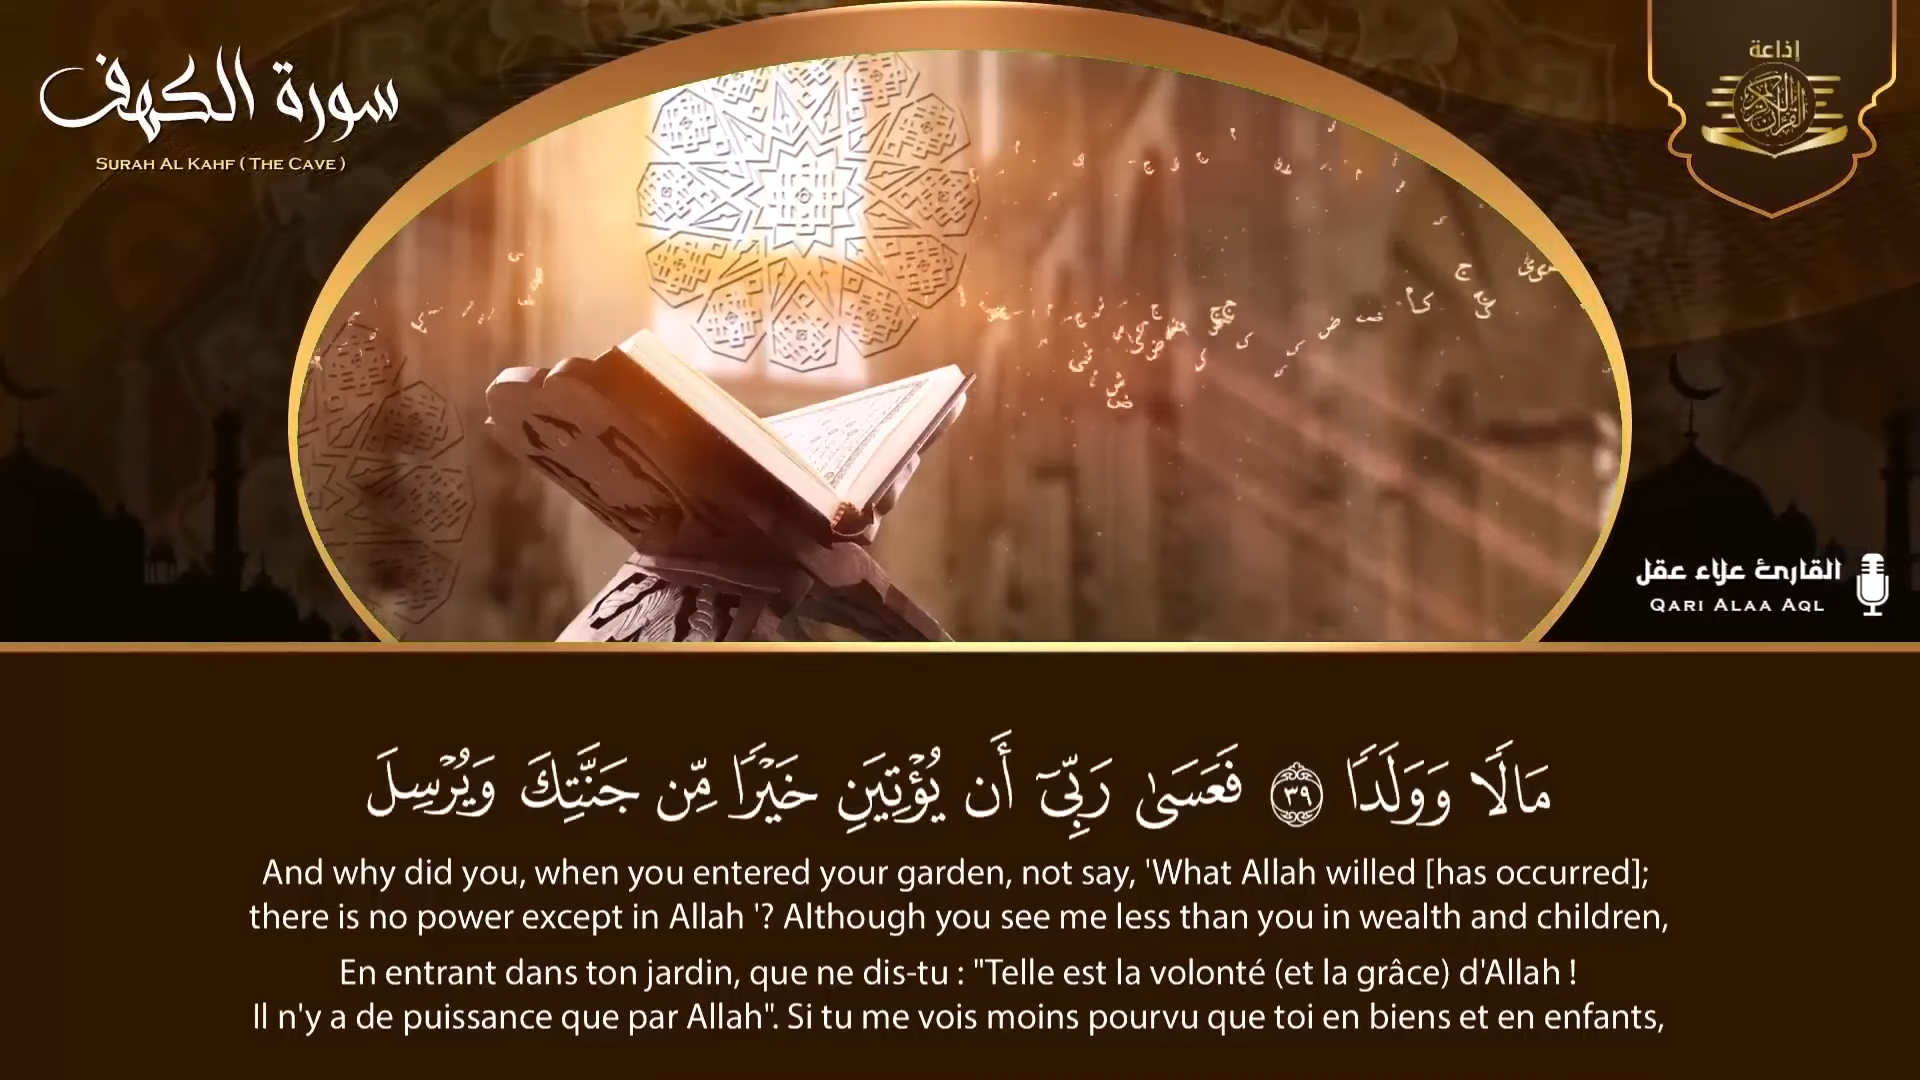 سورة الكهف
SURAH AL KAHF ( THE CAVE )
إذاعة
القرآن الكريم
القارئ علاء عقل
QARI ALAA AQL
مَالًا وَوَلَدًا ﴿٣٩﴾ فَعَسَىٰ رَبِّىٓ أَن يُؤْتِيَنِ خَيْرًا مِّن جَنَّتِكَ وَيُرْسِلَ
And why did you, when you entered your garden, not say, 'What Allah willed [has occurred];
there is no power except in Allah '? Although you see me less than you in wealth and children,
En entrant dans ton jardin, que ne dis-tu : "Telle est la volonté (et la grâce) d'Allah !
Il n'y a de puissance que par Allah". Si tu me vois moins pourvu que toi en biens et en enfants,